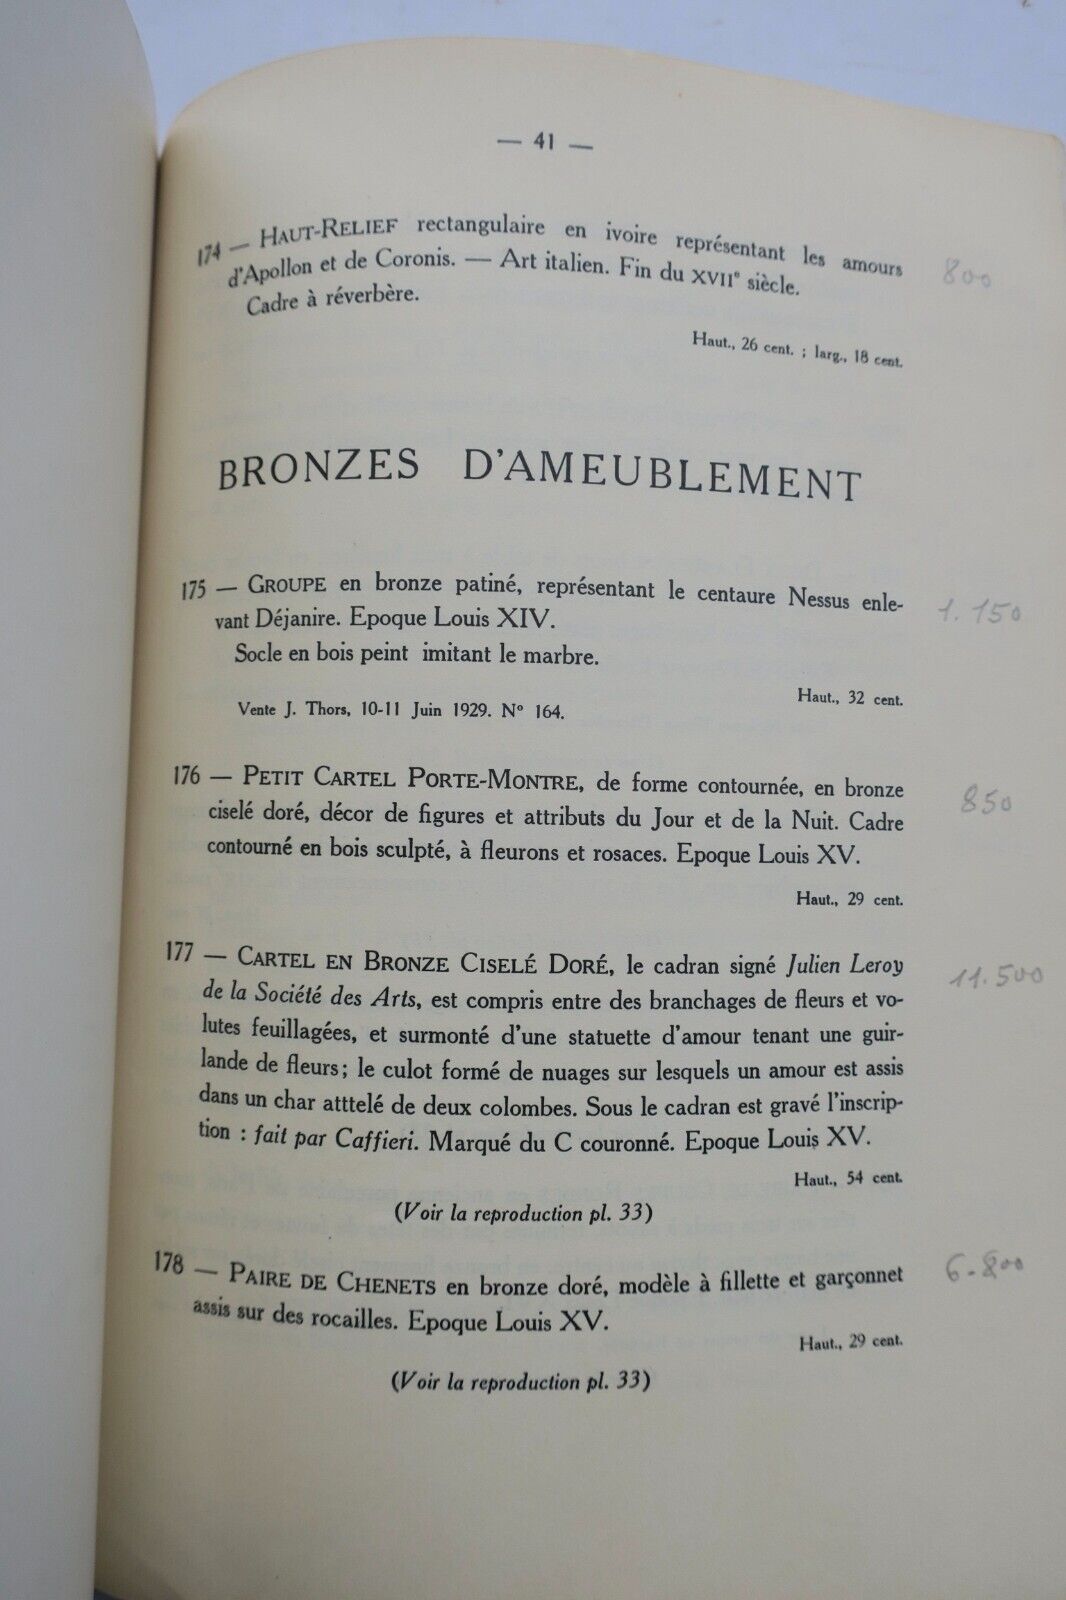 — 41 —
174 — HAUT-RELIEF rectangulaire en ivoire représentant les amours 800
d'Apollon et de Coronis. — Art italien. Fin du XVIIe siècle.
Cadre à réverbère.
Haut., 26 cent. ; larg., 18 cent.
BRONZES D'AMEUBLEMENT
175 — GROUPE en bronze patiné, représentant le centaure Nessus enle- 1.150
vant Déjanire. Epoque Louis XIV.
Socle en bois peint imitant le marbre.
Haut., 32 cent.
Vente J. Thors, 10-11 Juin 1929. No 164.
176 — PETIT CARTEL PORTE-MONTRE, de forme contournée, en bronze 850
ciselé doré, décor de figures et attributs du Jour et de la Nuit. Cadre
contourné en bois sculpté, à fleurons et rosaces. Epoque Louis XV.
Haut., 29 cent.
177 — CARTEL EN BRONZE CISELÉ DORÉ, le cadran signé Julien Leroy 11.500
de la Société des Arts, est compris entre des branchages de fleurs et vo-
lutes feuillagées, et surmonté d'une statuette d'amour tenant une guir-
lande de fleurs ; le culot formé de nuages sur lesquels un amour est assis
dans un char atttelé de deux colombes. Sous le cadran est gravé l'inscrip-
tion : fait par Caffieri. Marqué du C couronné. Epoque Louis XV.
Haut., 54 cent.
(Voir la reproduction pl. 33)
178 — PAIRE DE CHENETS en bronze doré, modèle à fillette et garçonnet 6.800
assis sur des rocailles. Epoque Louis XV.
Haut., 29 cent.
(Voir la reproduction pl. 33)